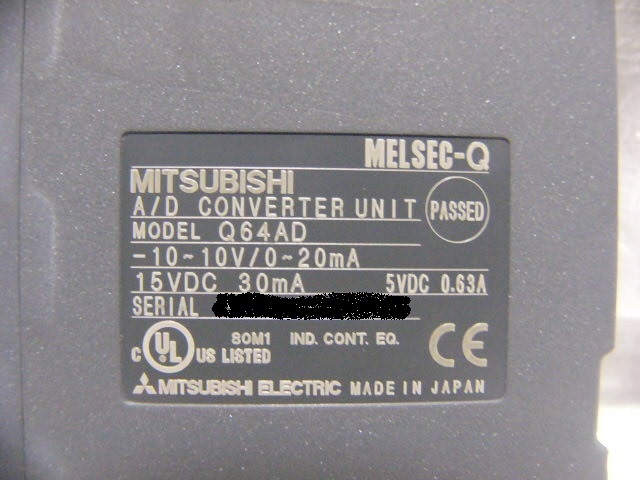 MELSEC-Q
MITSUBISHI
A/D CONVERTER UNIT
PASSED
MODEL Q64AD
-10~10V/0~20mA
15VDC 30mA 5VDC 0.63A
SERIAL
C UL US LISTED 80M1 IND. CONT. EQ. CE
MITSUBISHI ELECTRIC MADE IN JAPAN